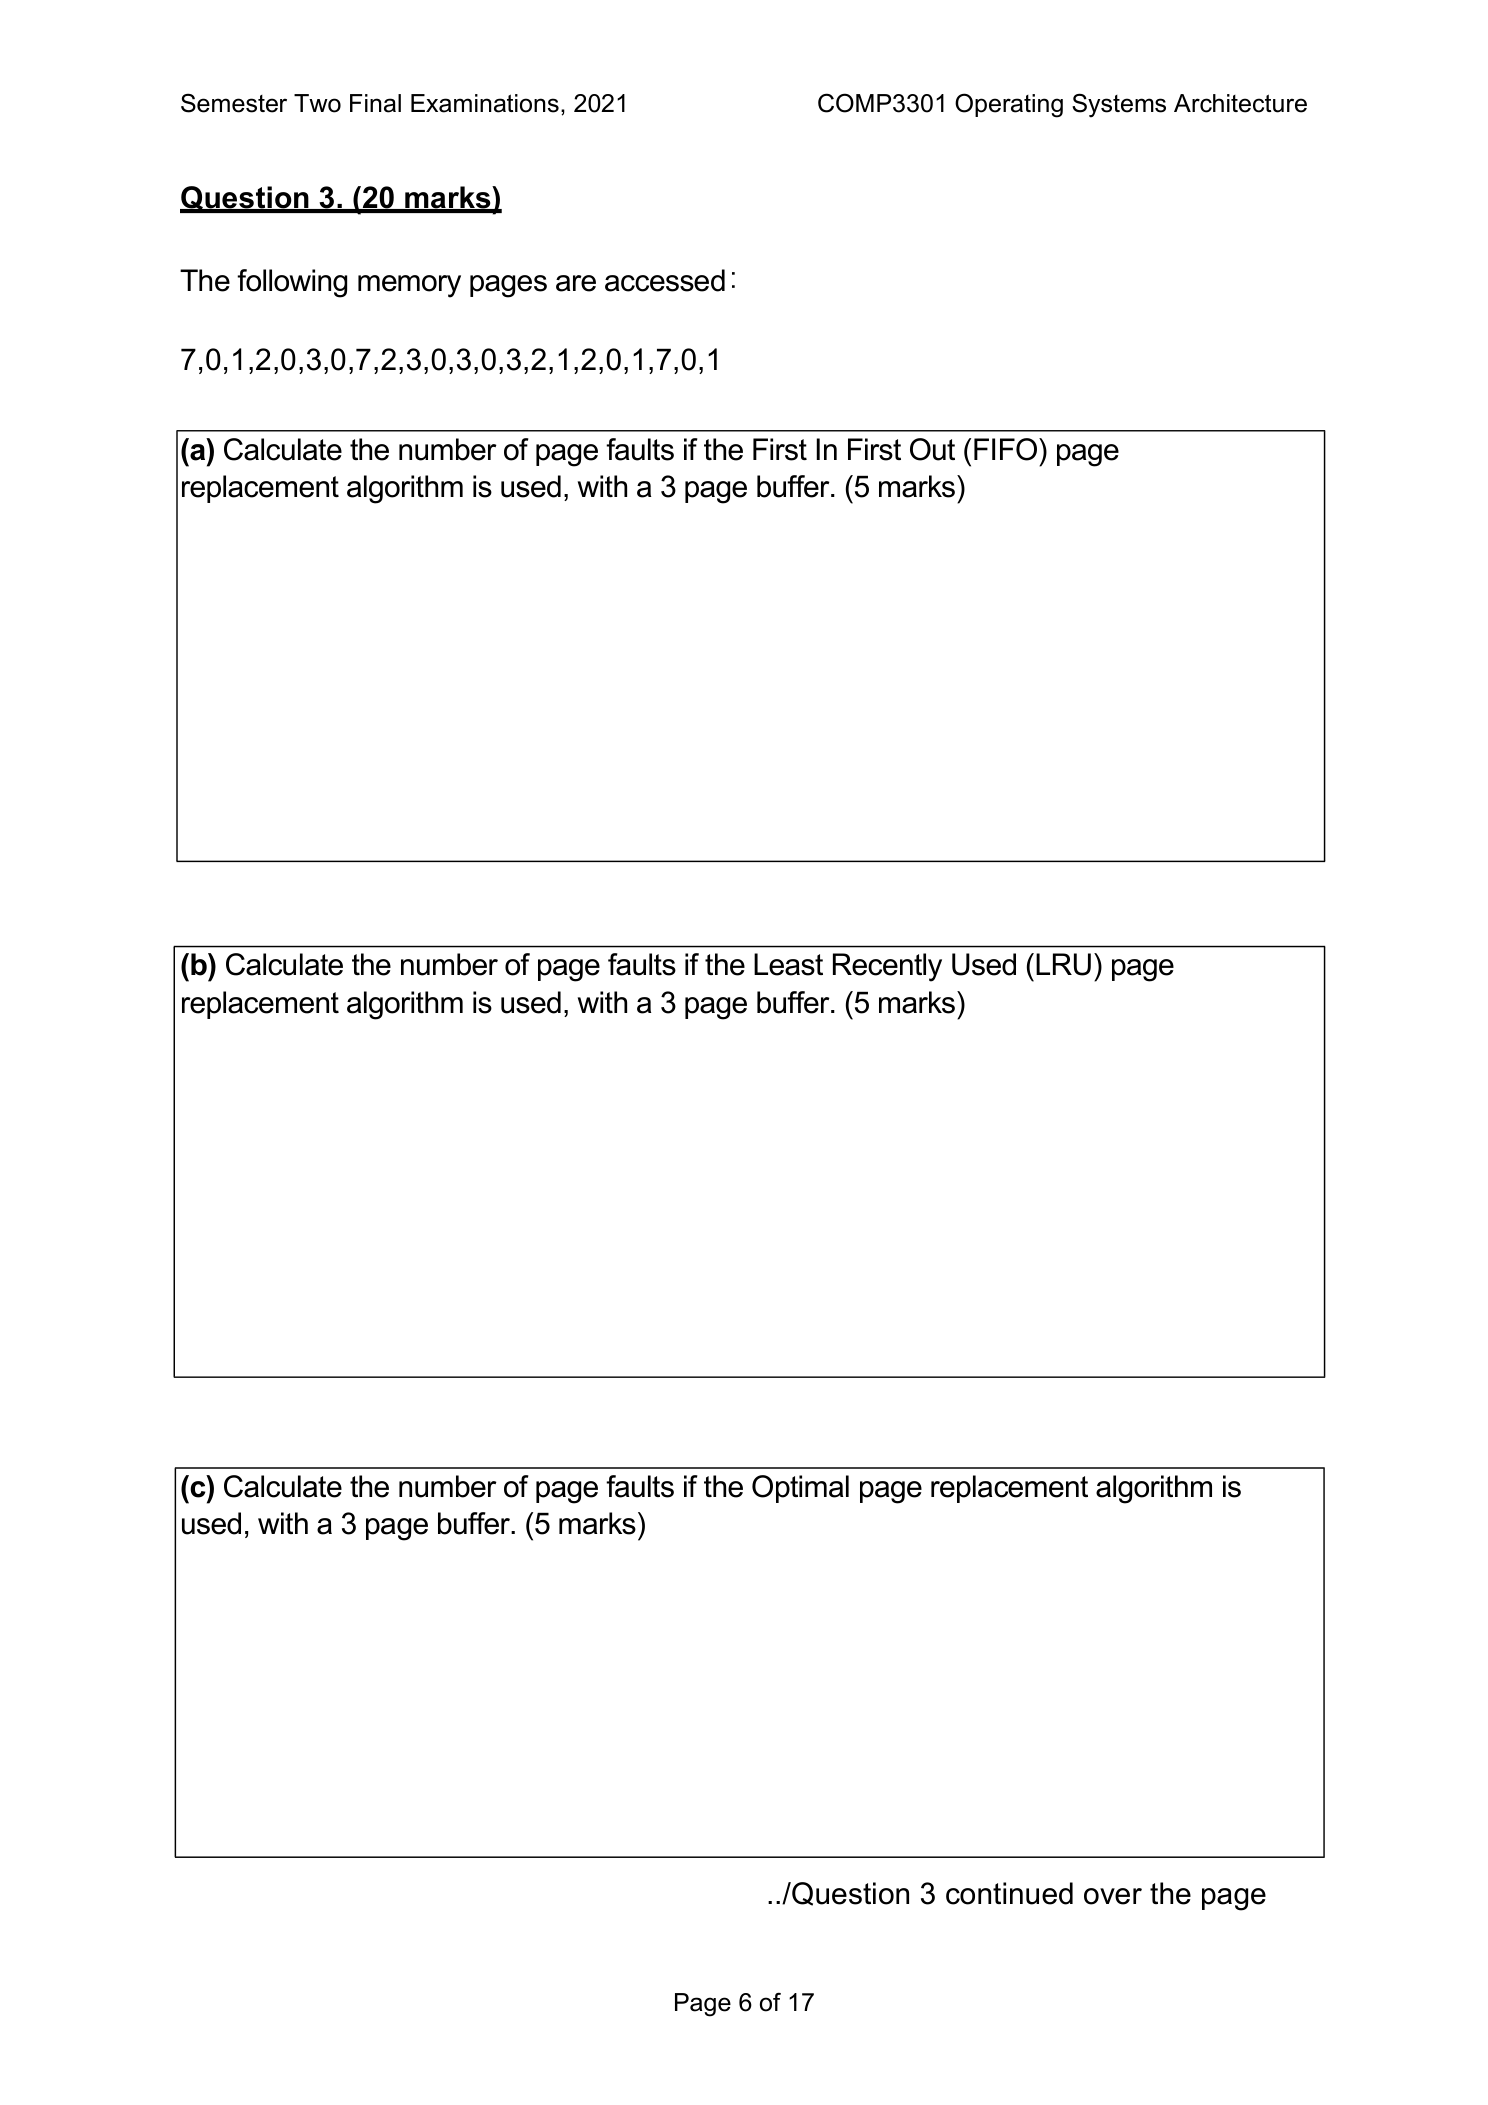 Semester Two Final Examinations, 2021 COMP3301 Operating Systems Architecture
Question 3. (20 marks)
The following memory pages are accessed:
7,0,1,2,0,3,0,7,2,3,0,3,0,3,2,1,2,0,1,7,0,1
(a) Calculate the number of page faults if the First In First Out (FIFO) page
replacement algorithm is used, with a 3 page buffer. (5 marks)
(b) Calculate the number of page faults if the Least Recently Used (LRU) page
replacement algorithm is used, with a 3 page buffer. (5 marks)
(c) Calculate the number of page faults if the Optimal page replacement algorithm is
used, with a 3 page buffer. (5 marks)
../Question 3 continued over the page
Page 6 of 17